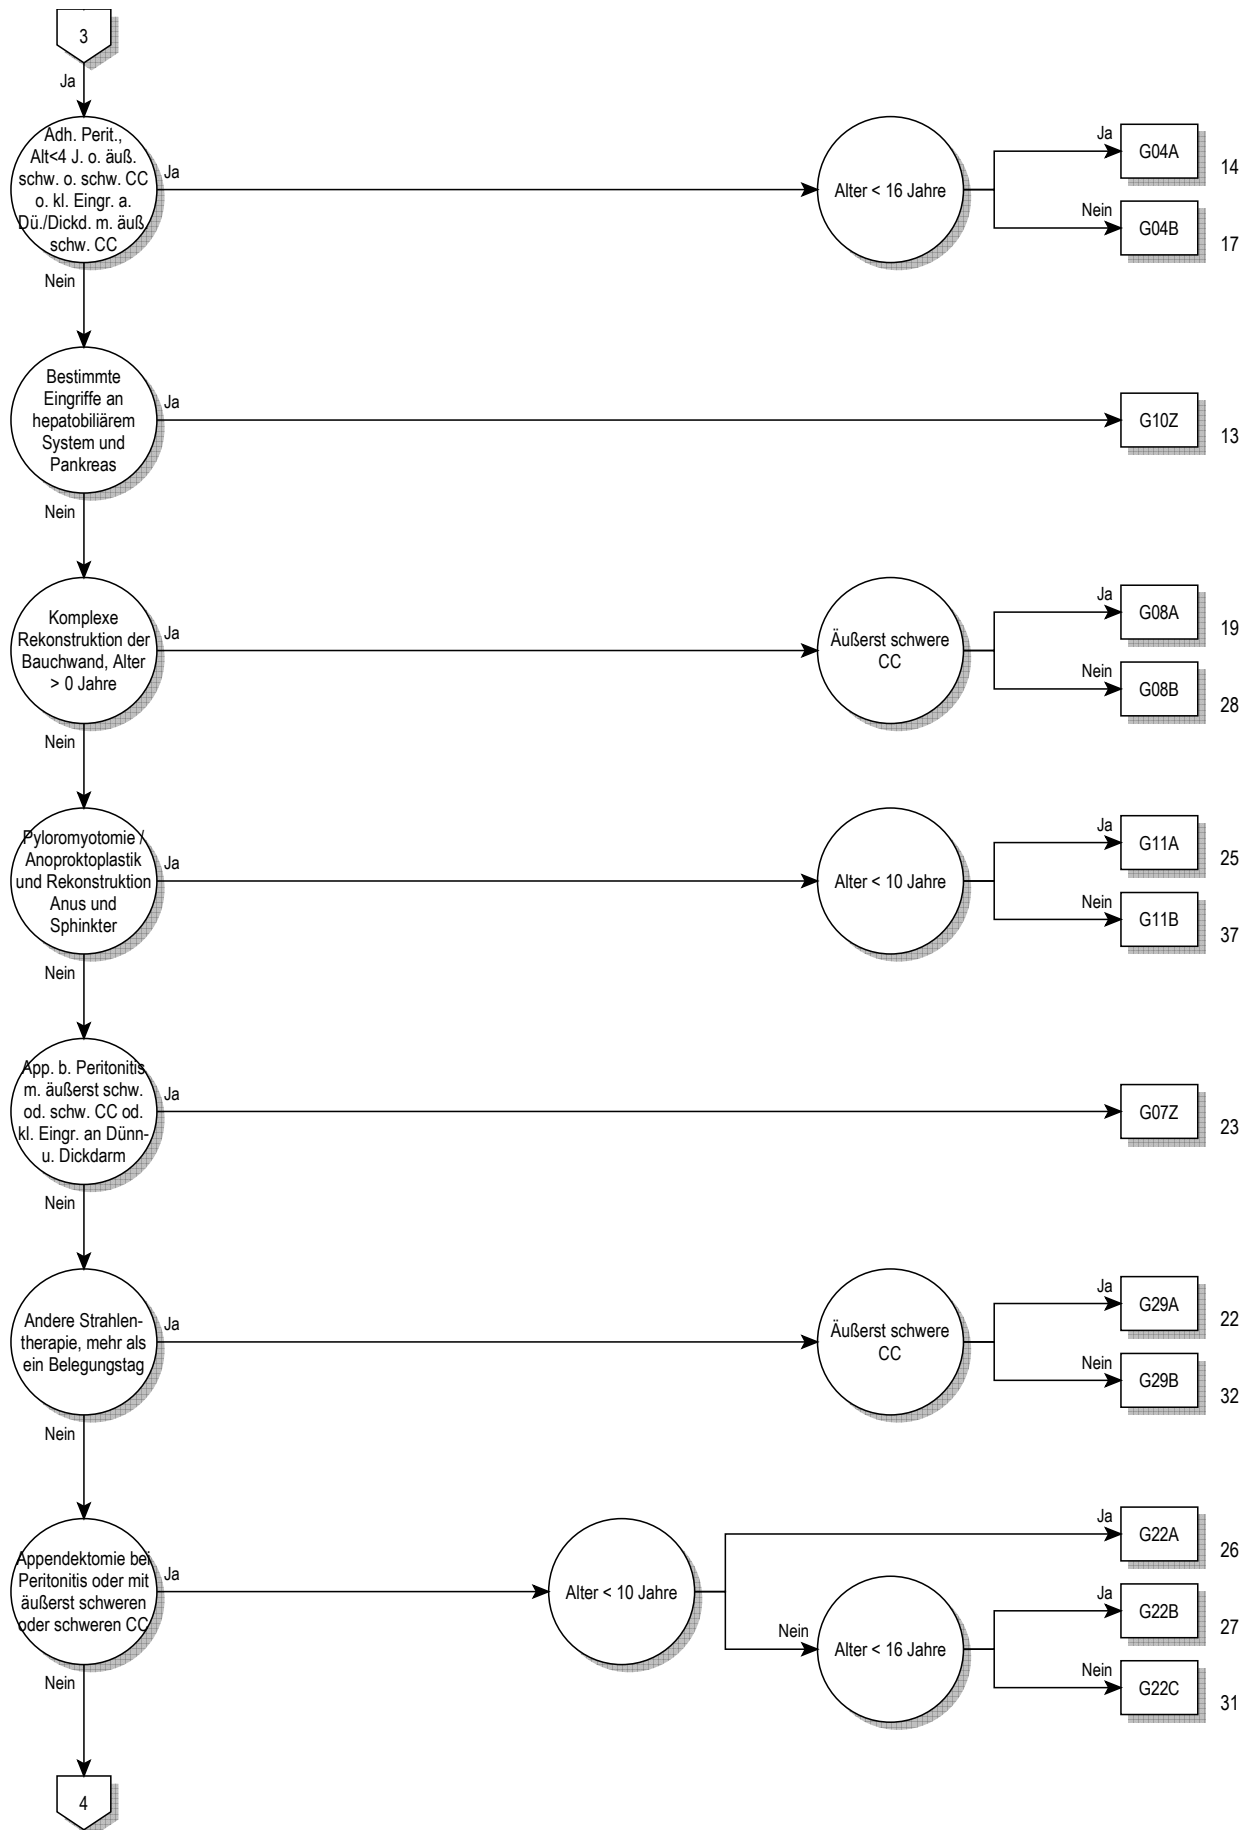 3
Ja
Adh. Perit.,
Alt<4 J. o. äuß.
schw. o. schw. CC
o. kl. Eingr. a.
Dü./Dickd. m. äuß.
schw. CC
Ja
Alter < 16 Jahre
Ja
G04A
14
Nein
G04B
17
Nein
Bestimmte
Eingriffe an
hepatobiliärem
System und
Pankreas
Ja
G10Z
13
Nein
Komplexe
Rekonstruktion der
Bauchwand, Alter
> 0 Jahre
Ja
Äußerst schwere
CC
Ja
G08A
19
Nein
G08B
28
Nein
Pyloromyotomie /
Anoproktoplastik
und Rekonstruktion
Anus und
Sphinkter
Ja
Alter < 10 Jahre
Ja
G11A
25
Nein
G11B
37
Nein
App. b. Peritonitis
m. äußerst schw.
od. schw. CC od.
kl. Eingr. an Dünn-
u. Dickdarm
Ja
G07Z
23
Nein
Andere Strahlen-
therapie, mehr als
ein Belegungstag
Ja
Äußerst schwere
CC
Ja
G29A
22
Nein
G29B
32
Nein
Appendektomie bei
Peritonitis oder mit
äußerst schweren
oder schweren CC
Ja
Alter < 10 Jahre
Ja
G22A
26
Nein
Alter < 16 Jahre
Ja
G22B
27
Nein
G22C
31
Nein
4